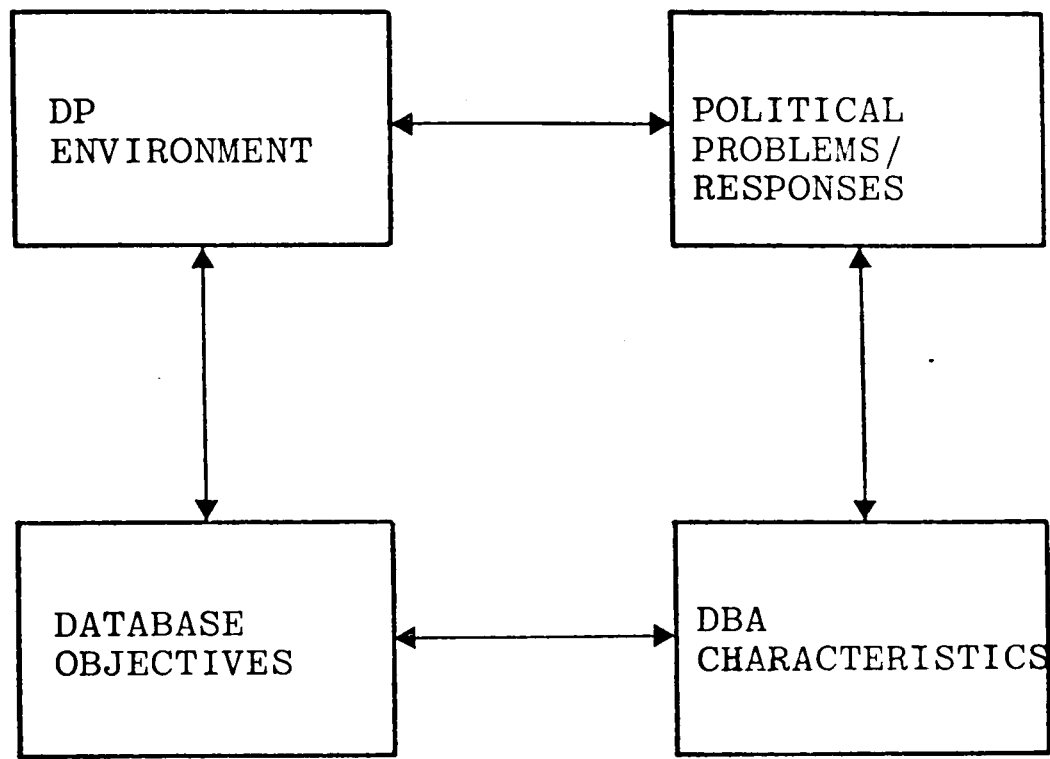 DP
ENVIRONMENT
POLITICAL
PROBLEMS/
RESPONSES
DATABASE
OBJECTIVES
DBA
CHARACTERISTICS